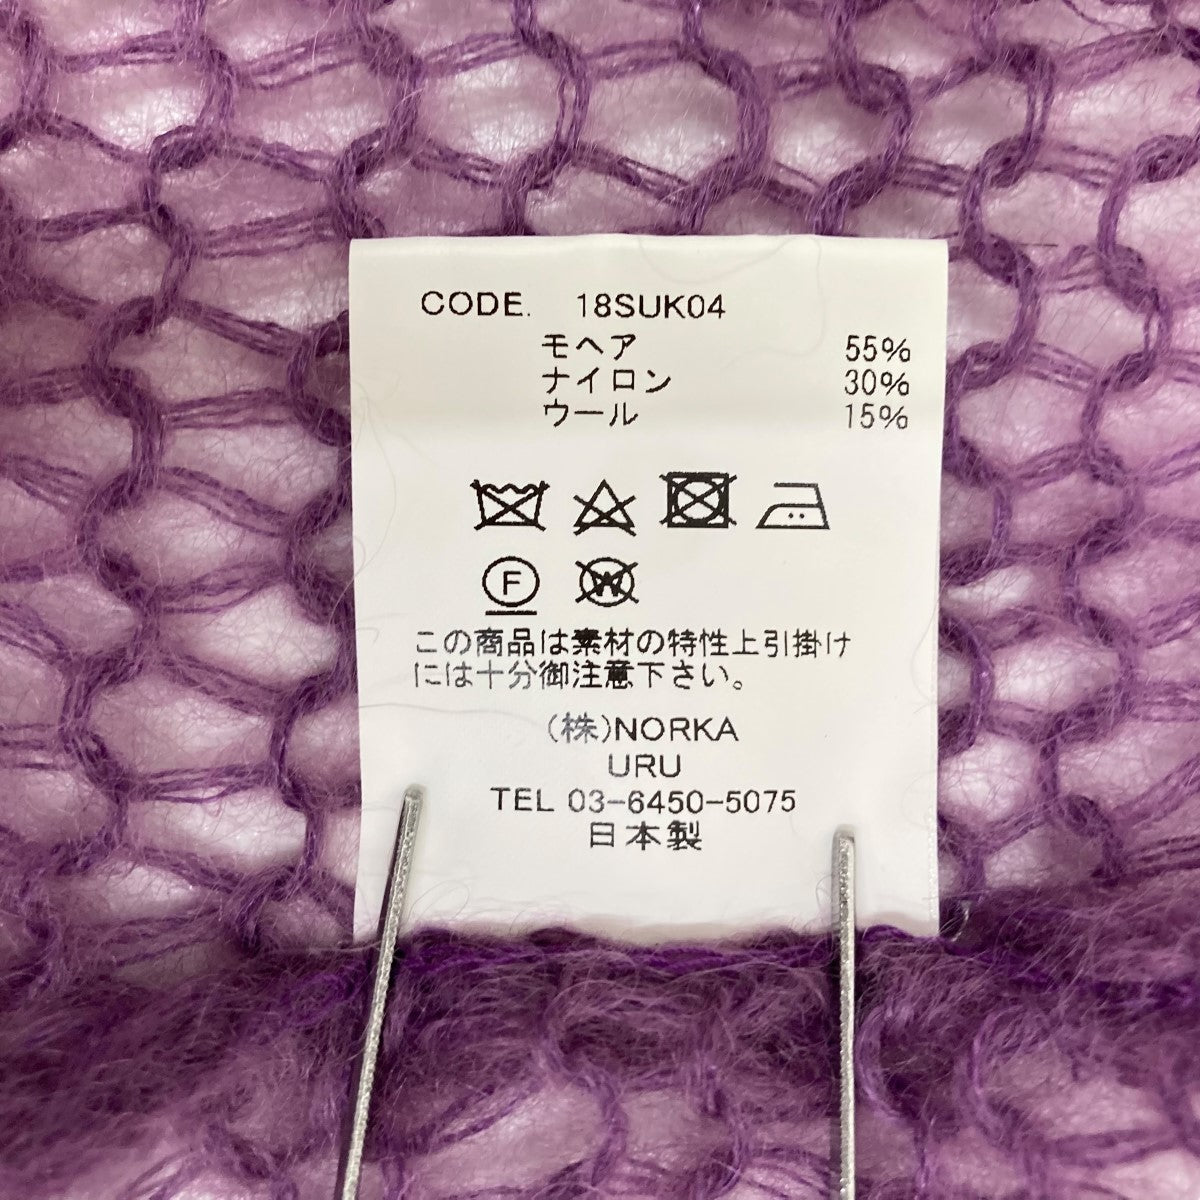 CODE. 18SUK04
モヘア 55%
ナイロン 30%
ウール 15%
F W
この商品は素材の特性上引掛け
には十分御注意下さい。
(株)NORKA
URU
TEL 03-6450-5075
日本製